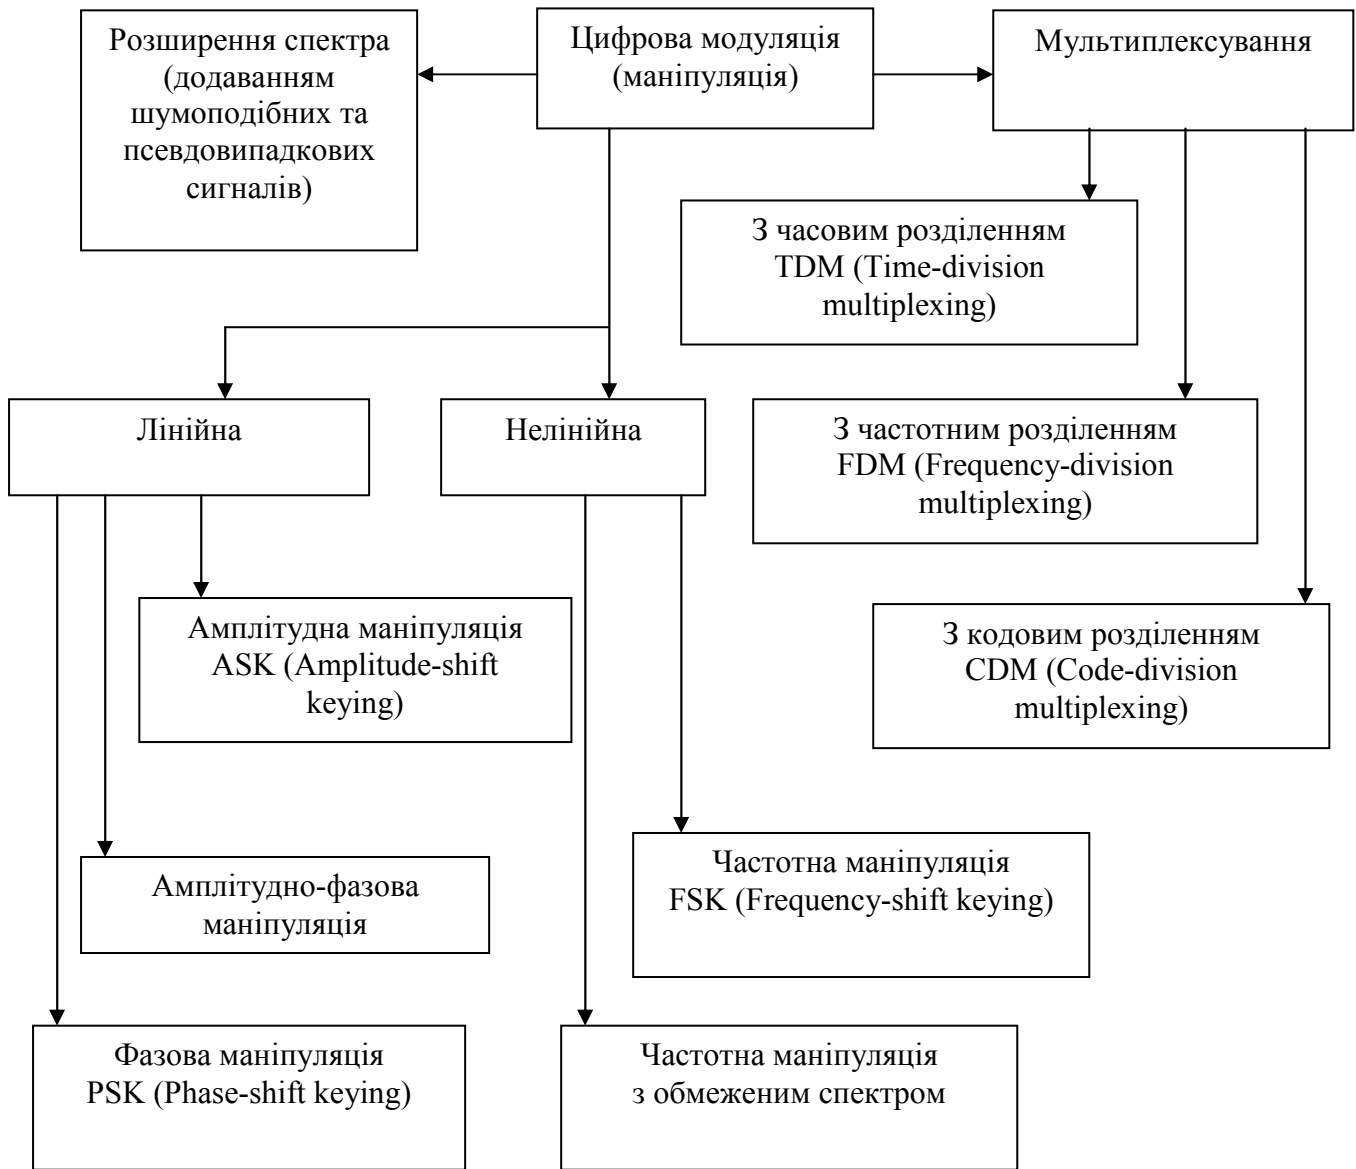 Розширення спектра
(додаванням
шумоподібних та
псевдовипадкових
сигналів)
Цифрова модуляція
(маніпуляція)
Мультиплексування
З часовим розділенням
TDM (Time-division
multiplexing)
Лінійна
Нелінійна
З частотним розділенням
FDM (Frequency-division
multiplexing)
Амплітудна маніпуляція
ASK (Amplitude-shift
keying)
З кодовим розділенням
CDM (Code-division
multiplexing)
Амплітудно-фазова
маніпуляція
Частотна маніпуляція
FSK (Frequency-shift keying)
Фазова маніпуляція
PSK (Phase-shift keying)
Частотна маніпуляція
з обмеженим спектром